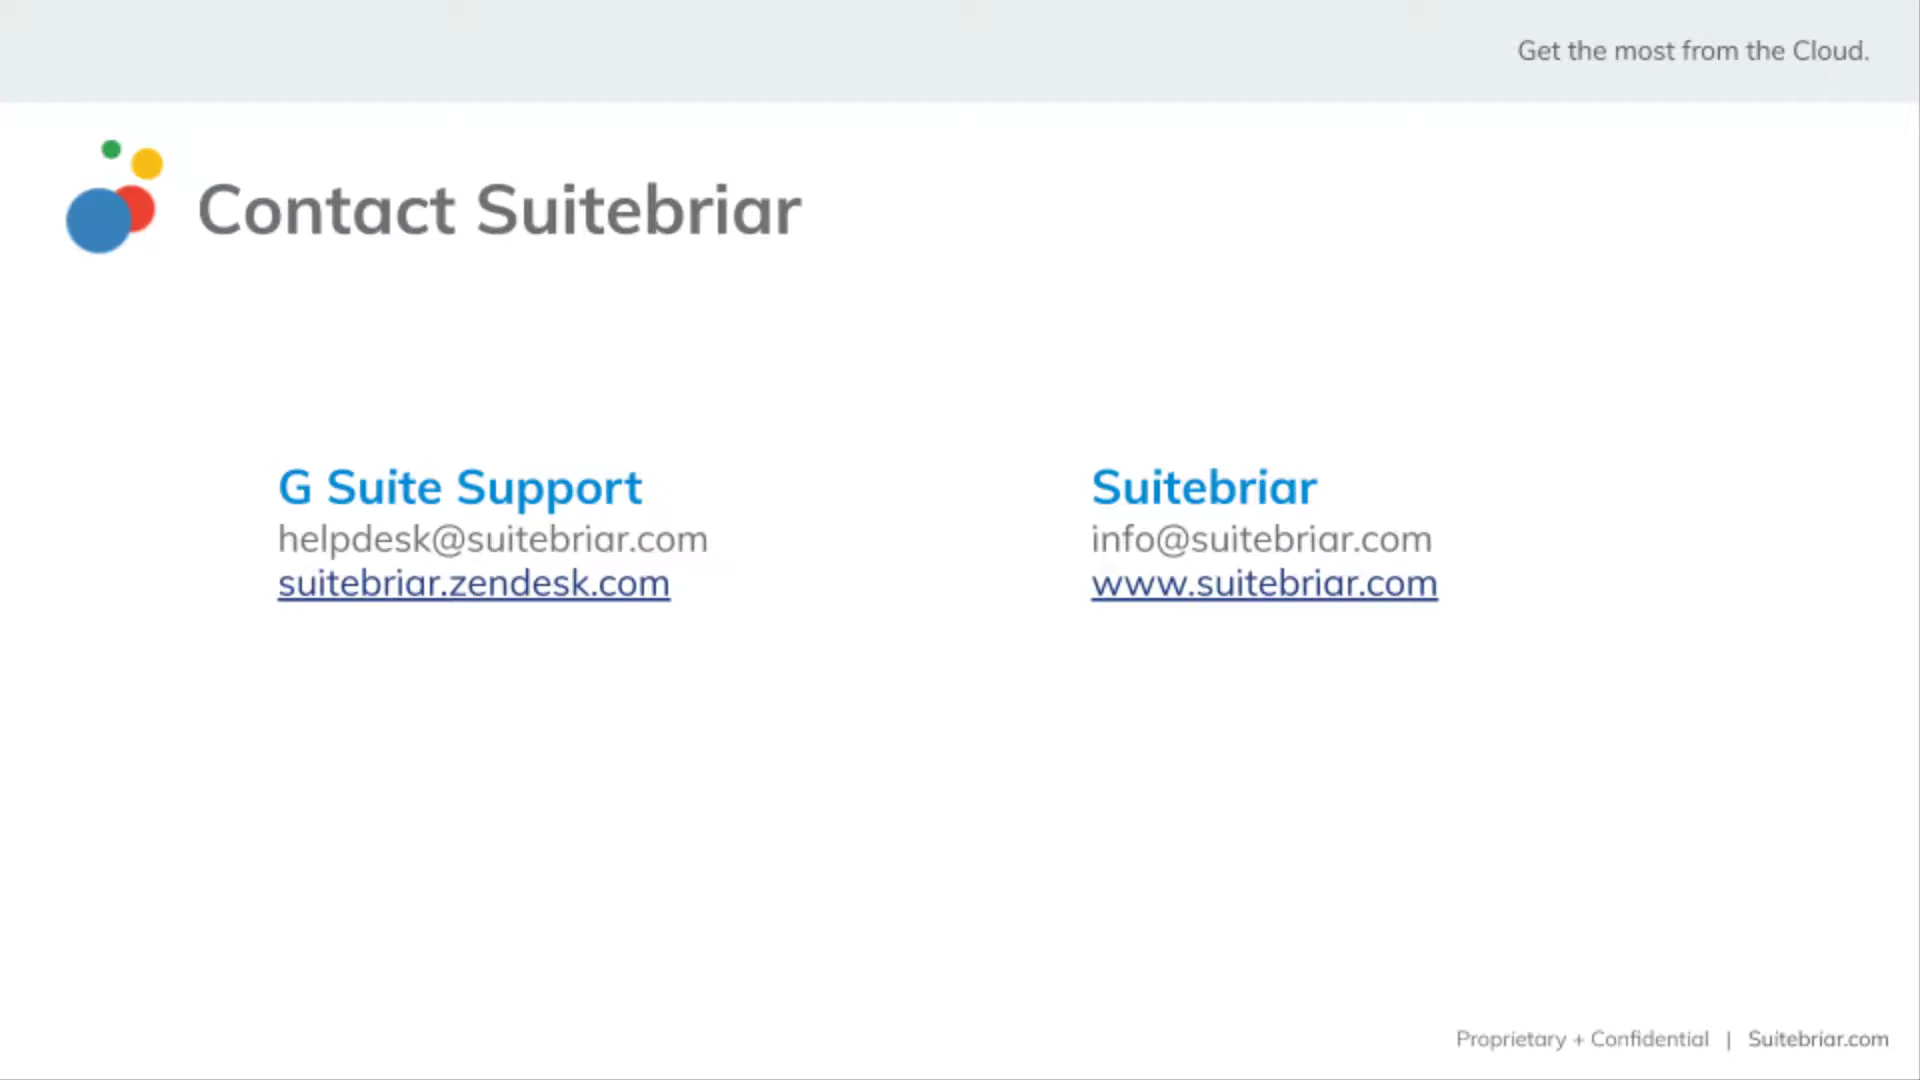 Get the most from the Cloud.
Contact Suitebriar
G Suite Support
helpdesk@suitebriar.com
suitebriar.zendesk.com
Suitebriar
info@suitebriar.com
www.suitebriar.com
Proprietary + Confidential | Suitebriar.com